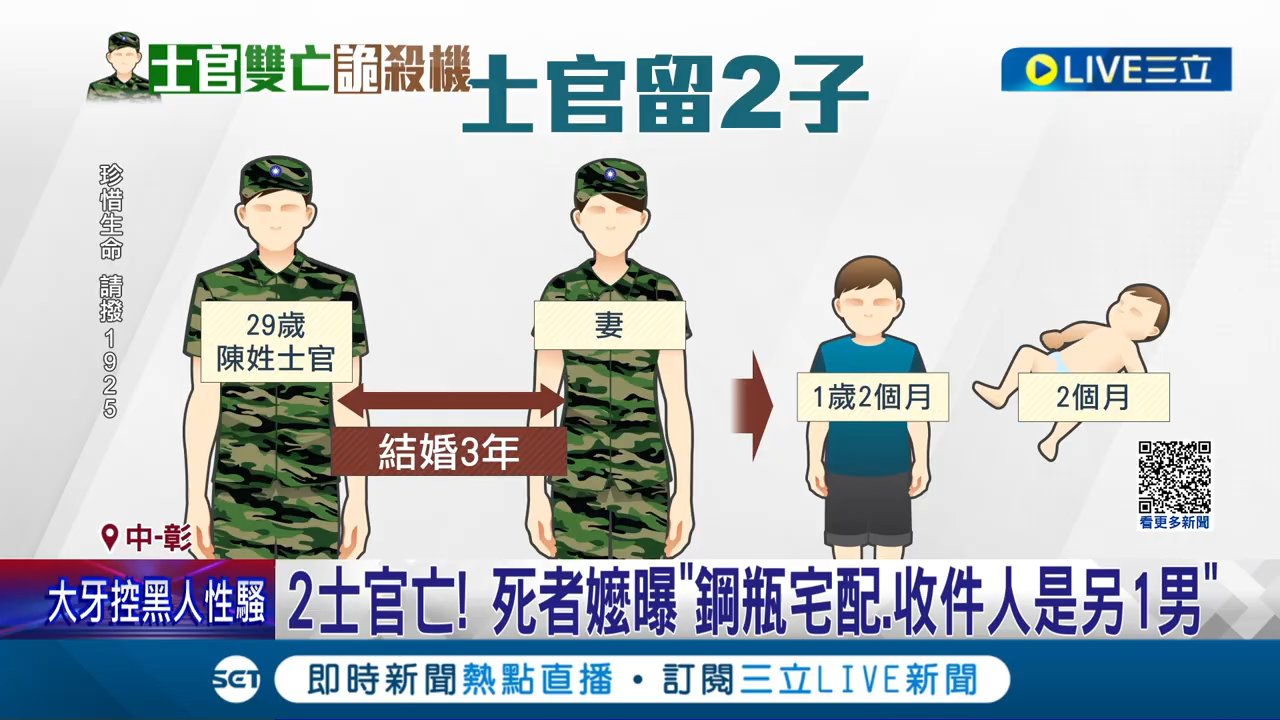 士官雙亡詭殺機
士官留2子
LIVE三立
珍惜生命 請撥1925
29歲
陳姓士官
妻
結婚3年
1歲2個月
2個月
看更多新聞
中-彰
大牙控黑人性騷
2士官亡! 死者嬤曝"鋼瓶宅配.收件人是另1男"
SET
即時新聞熱點直播・訂閱三立LIVE新聞